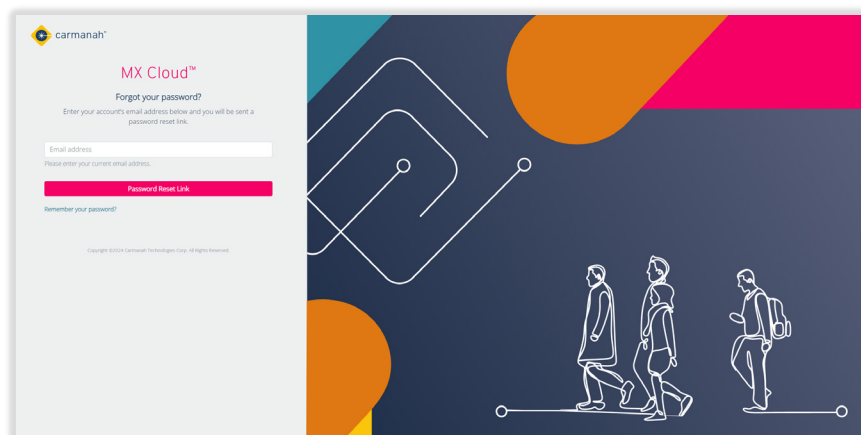 carmanah®
MX Cloud™
Forgot your password?
Enter your account's email address below and you will be sent a
password reset link.
Email address
Please enter your current email address.
Password Reset Link
Remember your password?
Copyright ©2024 Carmanah Technologies Corp. All Rights Reserved.